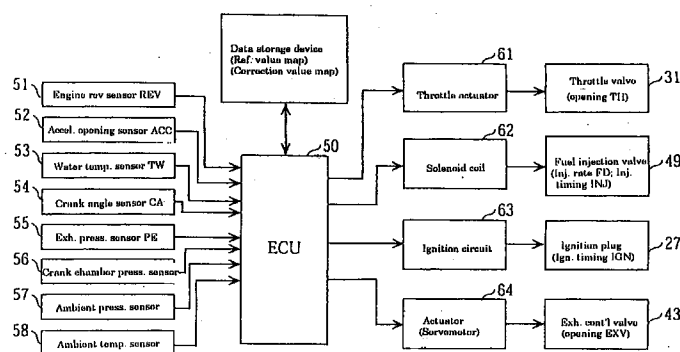 Data storage device
(Ref. value map)
(Correction value map)
51
Engine rev sensor REV
52
Accel. opening sensor ACC
53
Water temp. sensor TW
54
Crank angle sensor CA
55
Exh. press. sensor PE
56
Crank chamber press. sensor
57
Ambient press. sensor
58
Ambient temp. sensor
50
ECU
61
Throttle actuator
62
Solenoid coil
63
Ignition circuit
64
Actuator
(Servomotor)
Throttle valve
(opening TH)
31
Fuel injection valve
(Inj. rate FD; Inj.
timing INJ)
49
Ignition plug
(Ign. timing IGN)
27
Exh. cont'l valve
(opening EXV)
43